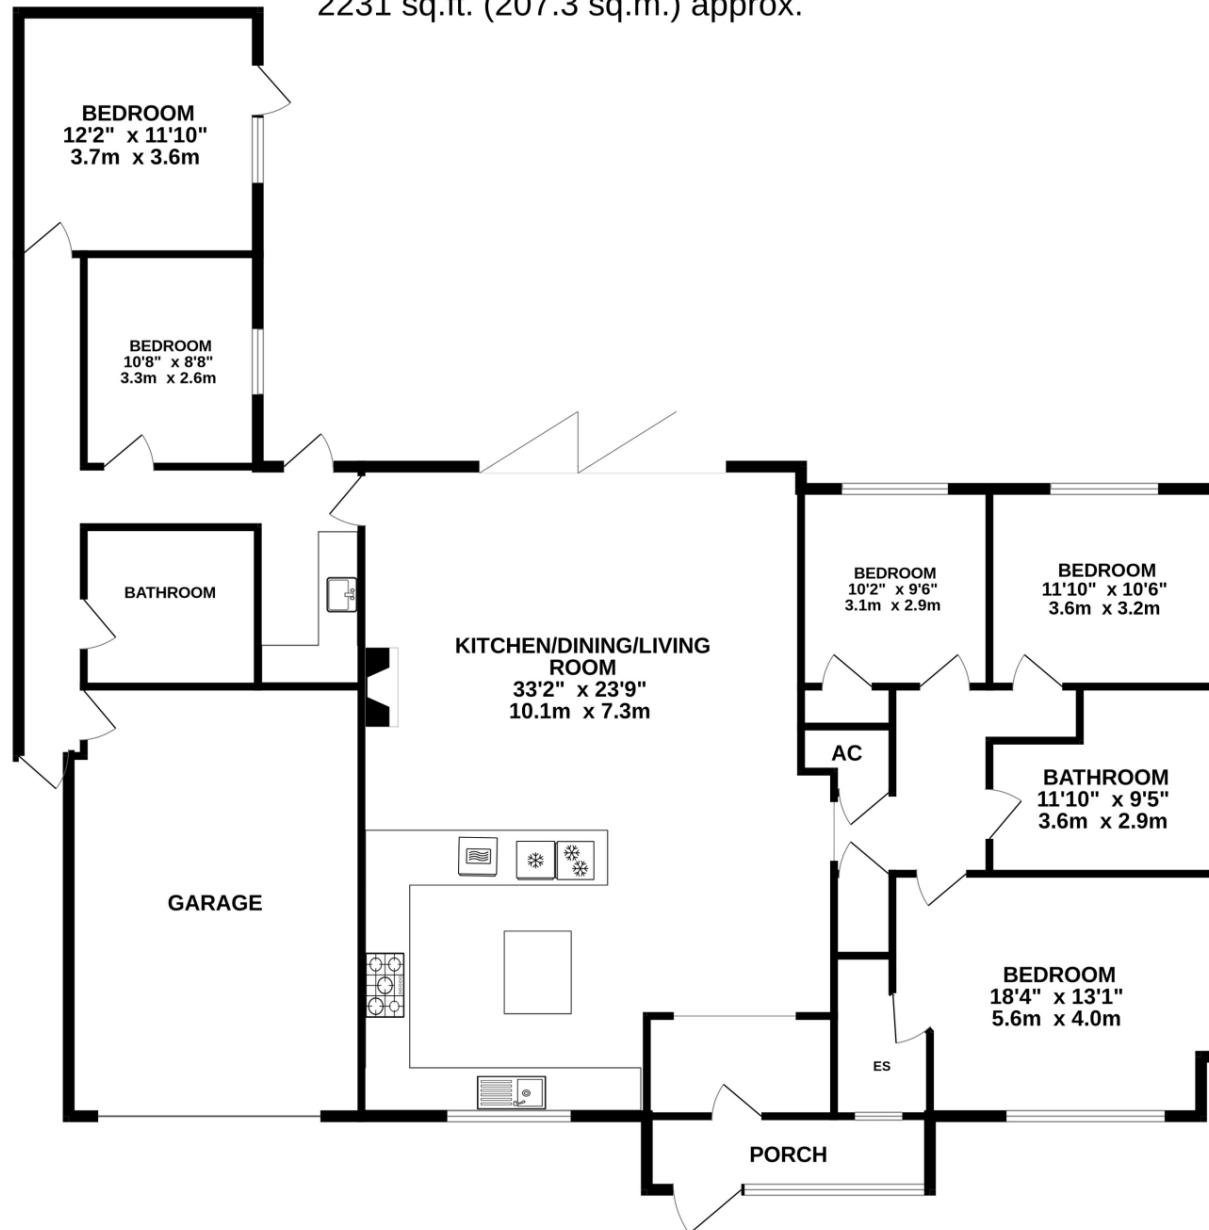 2231 sq.ft. (207.3 sq.m.) approx.
BEDROOM
12'2" x 11'10"
3.7m x 3.6m
BEDROOM
10'8" x 8'8"
3.3m x 2.6m
BATHROOM
KITCHEN/DINING/LIVING
ROOM
33'2" x 23'9"
10.1m x 7.3m
BEDROOM
10'2" x 9'6"
3.1m x 2.9m
BEDROOM
11'10" x 10'6"
3.6m x 3.2m
AC
BATHROOM
11'10" x 9'5"
3.6m x 2.9m
GARAGE
BEDROOM
18'4" x 13'1"
5.6m x 4.0m
ES
PORCH